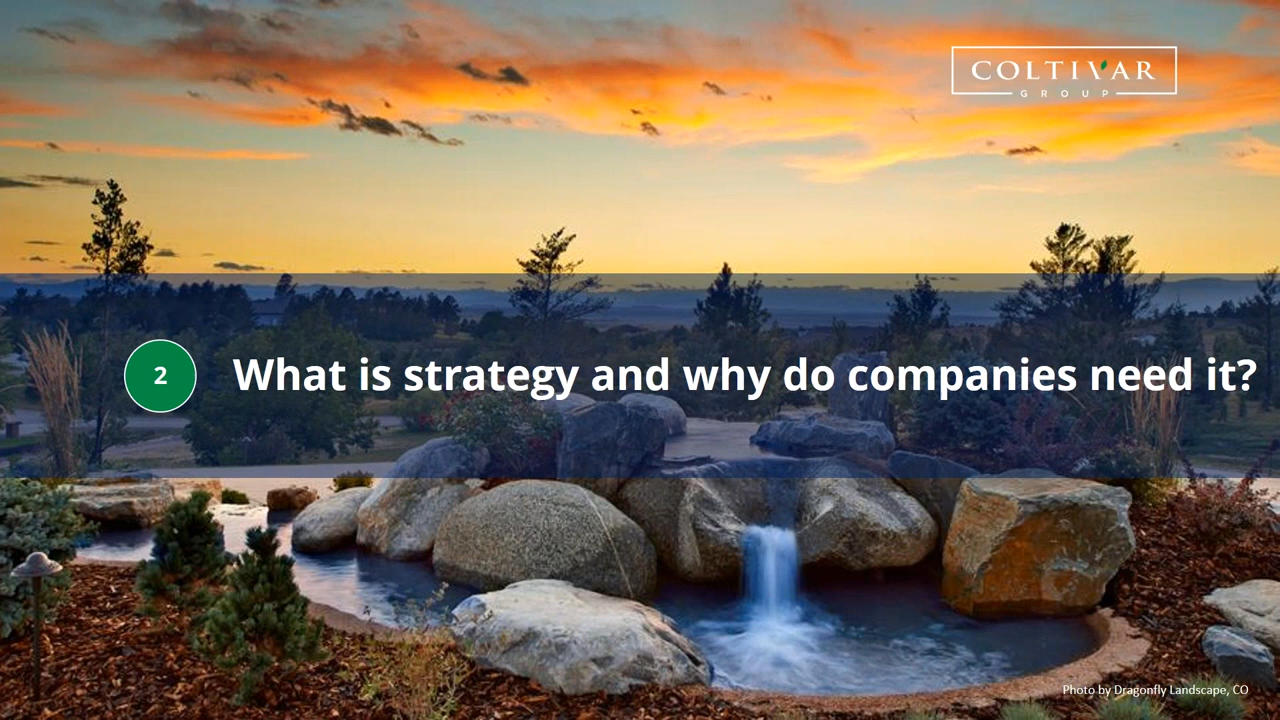 COLTIVAR
GROUP
2
What is strategy and why do companies need it?
Photo by Dragonfly Landscape, CO